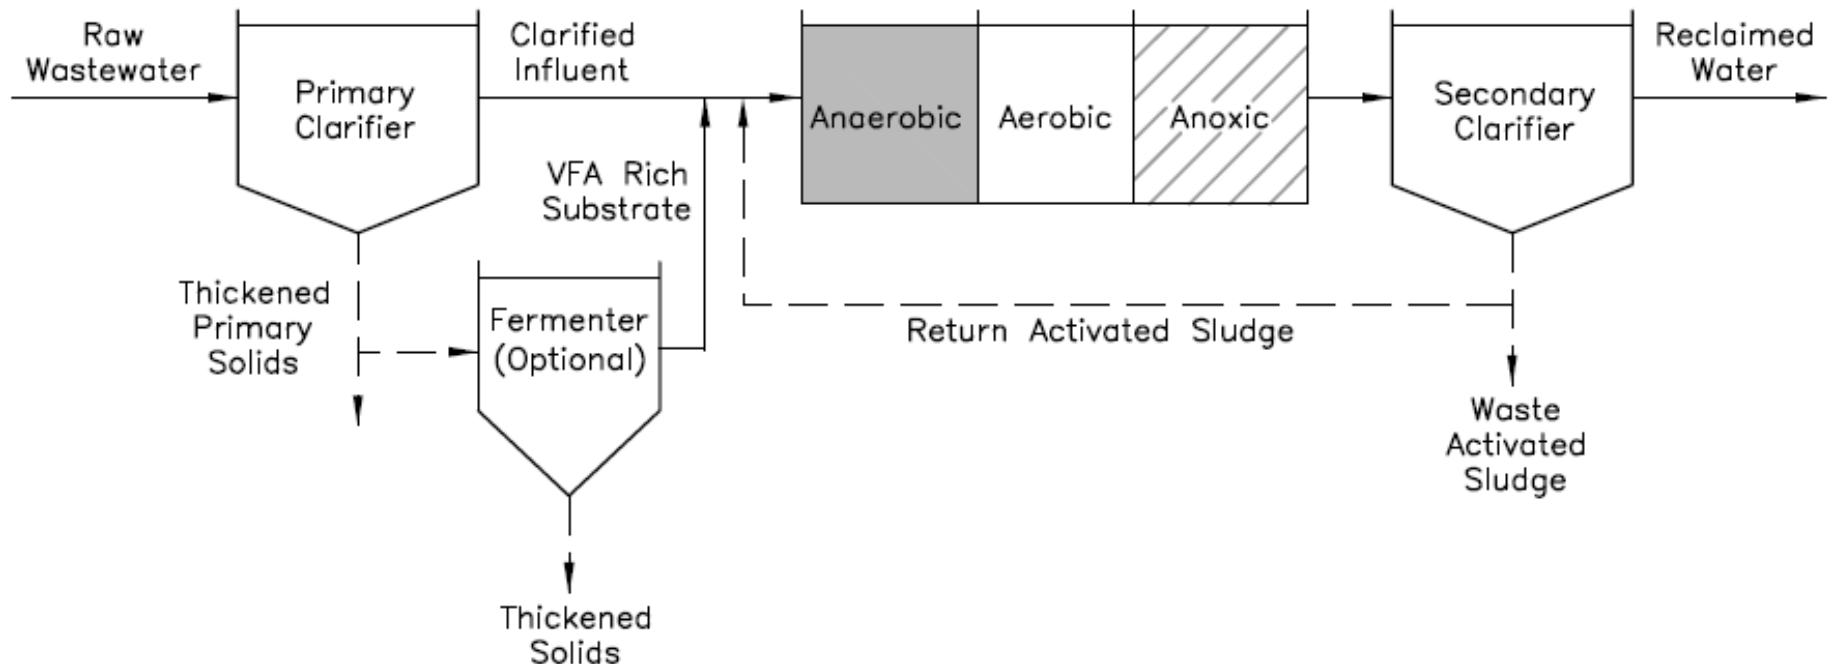 Raw
Wastewater
Primary
Clarifier
Clarified
Influent
Anaerobic
Aerobic
Anoxic
Secondary
Clarifier
Reclaimed
Water
VFA Rich
Substrate
Thickened
Primary
Solids
Fermenter
(Optional)
Return Activated Sludge
Waste
Activated
Sludge
Thickened
Solids